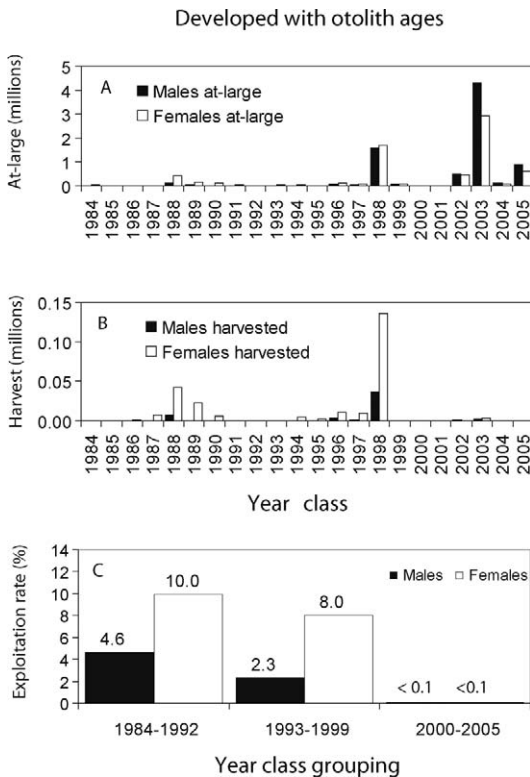 Developed with otolith ages
A
Males at-large
Females at-large
At-large (millions)
5
4
3
2
1
0
1984 1985 1986 1987 1988 1989 1990 1991 1992 1993 1994 1995 1996 1997 1998 1999 2000 2001 2002 2003 2004 2005
B
Males harvested
Females harvested
Harvest (millions)
0.15
0.10
0.05
0.00
1984 1985 1986 1987 1988 1989 1990 1991 1992 1993 1994 1995 1996 1997 1998 1999 2000 2001 2002 2003 2004 2005
Year class
C
Males Females
Exploitation rate (%)
14
12
10
8
6
4
2
0
4.6 10.0 2.3 8.0 < 0.1 <0.1
1984-1992 1993-1999 2000-2005
Year class grouping